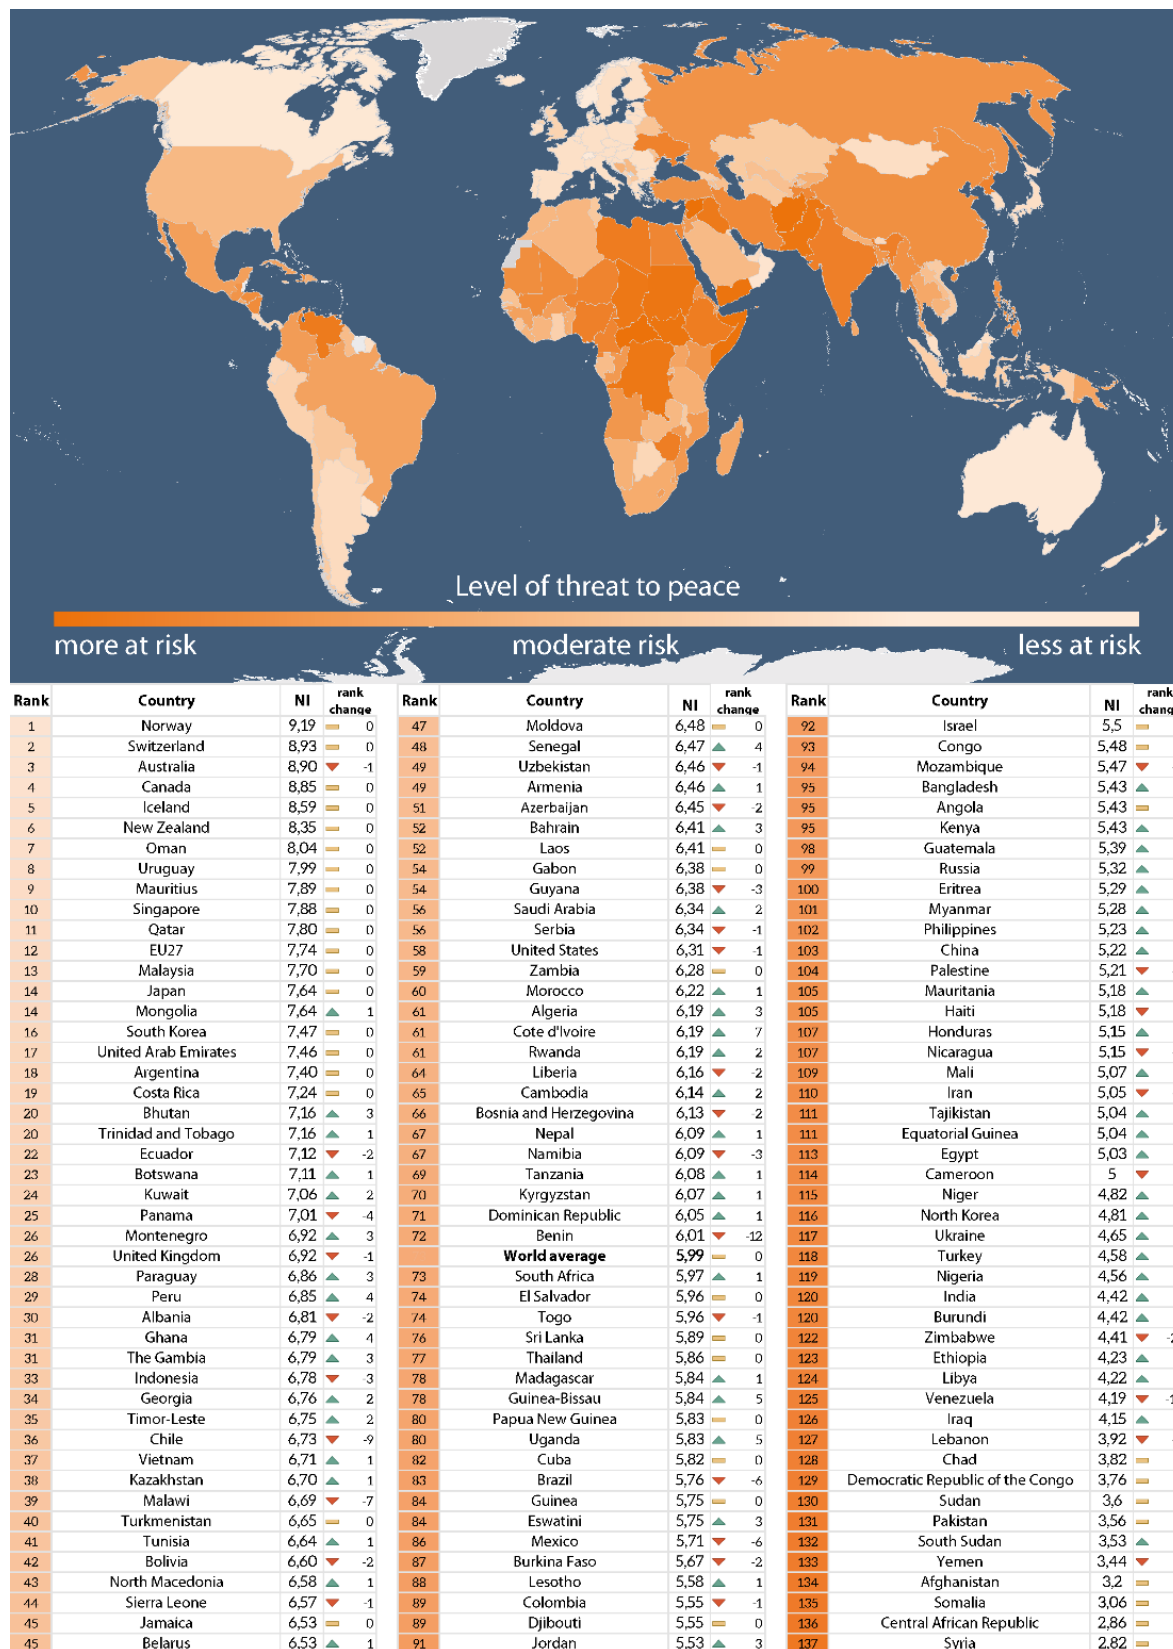 Level of threat to peace
more at risk moderate risk less at risk
Rank Country NI rank change
1 Norway 9,19 0
2 Switzerland 8,93 0
3 Australia 8,90 -1
4 Canada 8,85 0
5 Iceland 8,59 0
6 New Zealand 8,35 0
7 Oman 8,04 0
8 Uruguay 7,99 0
9 Mauritius 7,89 0
10 Singapore 7,88 0
11 Qatar 7,80 0
12 EU27 7,74 0
13 Malaysia 7,70 0
14 Japan 7,64 0
14 Mongolia 7,64 1
16 South Korea 7,47 0
17 United Arab Emirates 7,46 0
18 Argentina 7,40 0
19 Costa Rica 7,24 0
20 Bhutan 7,16 3
20 Trinidad and Tobago 7,16 1
22 Ecuador 7,12 -2
23 Botswana 7,11 1
24 Kuwait 7,06 2
25 Panama 7,01 -4
26 Montenegro 6,92 3
26 United Kingdom 6,92 -1
28 Paraguay 6,86 3
29 Peru 6,85 4
30 Albania 6,81 -2
31 Ghana 6,79 4
31 The Gambia 6,79 3
33 Indonesia 6,78 -3
34 Georgia 6,76 2
35 Timor-Leste 6,75 2
36 Chile 6,73 -9
37 Vietnam 6,71 1
38 Kazakhstan 6,70 1
39 Malawi 6,69 -7
40 Turkmenistan 6,65 0
41 Tunisia 6,64 1
42 Bolivia 6,60 -2
43 North Macedonia 6,58 1
44 Sierra Leone 6,57 -1
45 Jamaica 6,53 0
45 Belarus 6,53 1
Rank Country NI rank change
47 Moldova 6,48 0
48 Senegal 6,47 4
49 Uzbekistan 6,46 -1
49 Armenia 6,46 1
51 Azerbaijan 6,45 -2
52 Bahrain 6,41 3
52 Laos 6,41 0
54 Gabon 6,38 0
54 Guyana 6,38 -3
56 Saudi Arabia 6,34 2
56 Serbia 6,34 -1
58 United States 6,31 -1
59 Zambia 6,28 0
60 Morocco 6,22 1
61 Algeria 6,19 3
61 Cote d'Ivoire 6,19 7
61 Rwanda 6,19 2
64 Liberia 6,16 -2
65 Cambodia 6,14 2
66 Bosnia and Herzegovina 6,13 -2
67 Nepal 6,09 1
67 Namibia 6,09 -3
69 Tanzania 6,08 1
70 Kyrgyzstan 6,07 1
71 Dominican Republic 6,05 1
72 Benin 6,01 -12
World average 5,99 0
73 South Africa 5,97 1
74 El Salvador 5,96 0
74 Togo 5,96 -1
76 Sri Lanka 5,89 0
77 Thailand 5,86 0
78 Madagascar 5,84 1
78 Guinea-Bissau 5,84 5
80 Papua New Guinea 5,83 0
80 Uganda 5,83 5
82 Cuba 5,82 0
83 Brazil 5,76 -6
84 Guinea 5,75 0
84 Eswatini 5,75 3
86 Mexico 5,71 -6
87 Burkina Faso 5,67 -2
88 Lesotho 5,58 1
89 Colombia 5,55 -1
89 Djibouti 5,55 0
91 Jordan 5,53 3
Rank Country NI rank
92 Israel 5,5
93 Congo 5,48
94 Mozambique 5,47
95 Bangladesh 5,43
95 Angola 5,43
95 Kenya 5,43
98 Guatemala 5,39
99 Russia 5,32
100 Eritrea 5,29
101 Myanmar 5,28
102 Philippines 5,23
103 China 5,22
104 Palestine 5,21
105 Mauritania 5,18
105 Haiti 5,18
107 Honduras 5,15
107 Nicaragua 5,15
109 Mali 5,07
110 Iran 5,05
111 Tajikistan 5,04
111 Equatorial Guinea 5,04
113 Egypt 5,03
114 Cameroon 5
115 Niger 4,82
116 North Korea 4,81
117 Ukraine 4,65
118 Turkey 4,58
119 Nigeria 4,56
120 India 4,42
120 Burundi 4,42
122 Zimbabwe 4,41
123 Ethiopia 4,23
124 Libya 4,22
125 Venezuela 4,19
126 Iraq 4,15
127 Lebanon 3,92
128 Chad 3,82
129 Democratic Republic of the Congo 3,76
130 Sudan 3,6
131 Pakistan 3,56
132 South Sudan 3,53
133 Yemen 3,44
134 Afghanistan 3,2
135 Somalia 3,06
136 Central African Republic 2,86
137 Syria 2,82